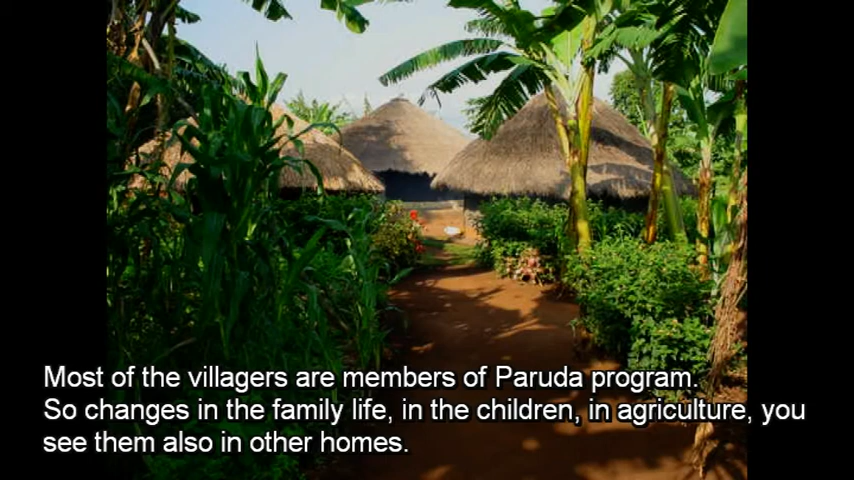 Most of the villagers are members of Paruda program.
So changes in the family life, in the children, in agriculture, you
see them also in other homes.